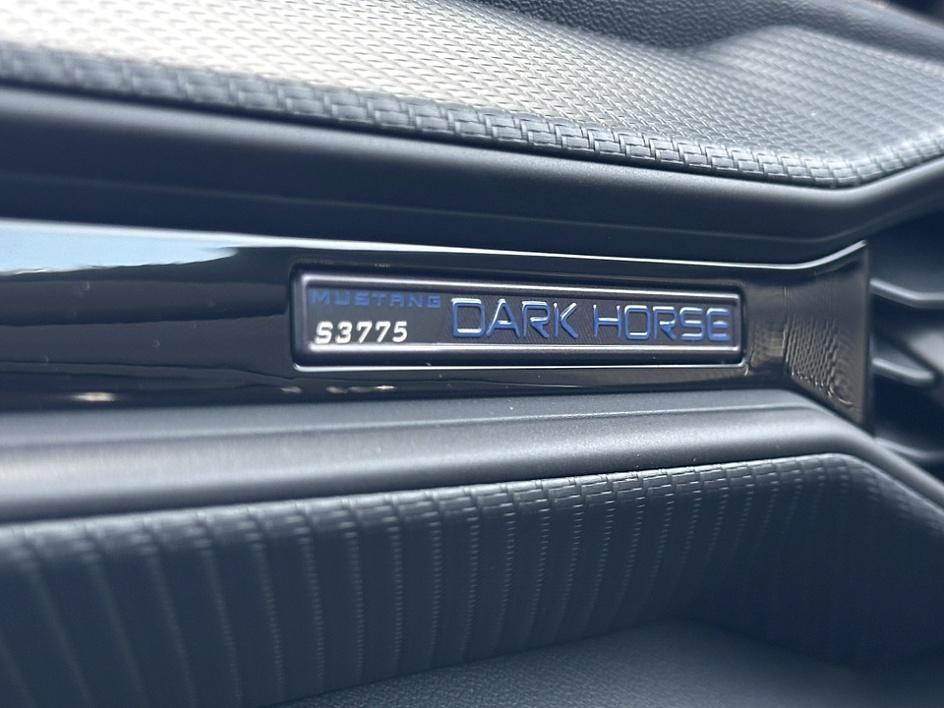 MUSTANG
S3775
DARK HORSE